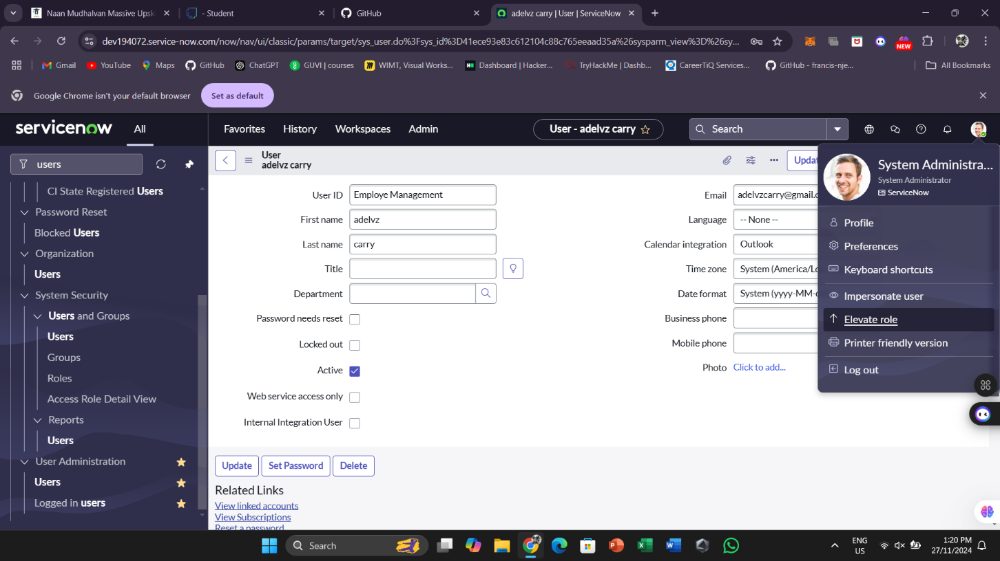 Naan Mudhalvan Massive Upsk
- Student
GitHub
adelvz carry | User | ServiceNow
dev194072.service-now.com/now/nav/ui/classic/params/target/sys_user.do%3Fsys_id%3D41ece93e83c612104c88c765eeaad35a%26sysparm_view%3D%26sy...
NEW
Gmail
YouTube
Maps
GitHub
ChatGPT
GUVI | courses
WIMT, Visual Works...
Dashboard | Hacker...
TryHackMe | Dashb...
CareerTiQ Services...
GitHub - francis-nje...
All Bookmarks
Google Chrome isn't your default browser
Set as default
servicenow
All
Favorites
History
Workspaces
Admin
User - adelvz carry
Search
users
CI State Registered Users
Password Reset
Blocked Users
Organization
Users
System Security
Users and Groups
Users
Groups
Roles
Access Role Detail View
Reports
Users
User Administration
Users
Logged in users
User
adelvz carry
Updat
User ID
Employe Management
First name
adelvz
Last name
carry
Title
Department
Password needs reset
Locked out
Active
Web service access only
Internal Integration User
Email
adelvzcarry@gmail.c
Language
-- None --
Calendar integration
Outlook
Time zone
System (America/Lo
Date format
System (yyyy-MM-d
Business phone
Mobile phone
Photo
Click to add...
System Administra...
System Administrator
ServiceNow
Profile
Preferences
Keyboard shortcuts
Impersonate user
Elevate role
Printer friendly version
Log out
Update
Set Password
Delete
Related Links
View linked accounts
View Subscriptions
Reset a password
Search
ENG
US
1:20 PM
27/11/2024